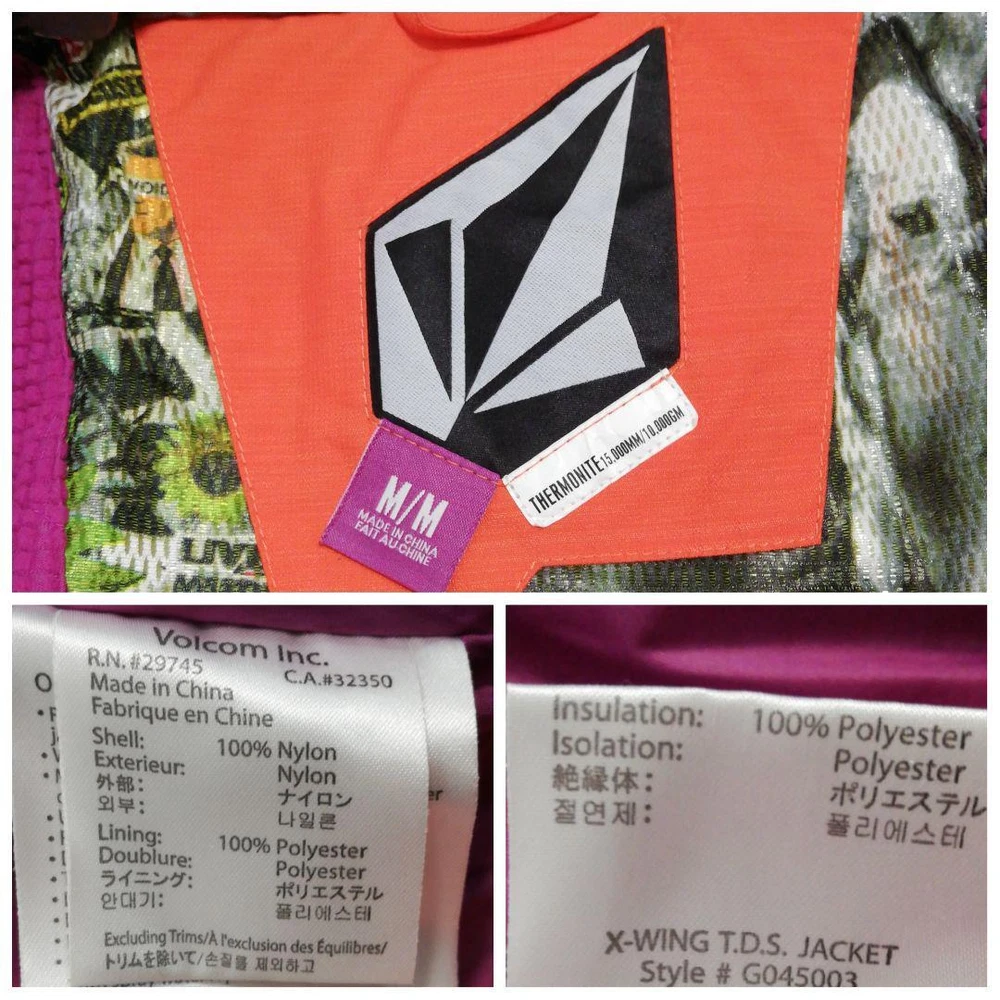 VOID
LIVE
M/M
MADE IN CHINA
FAIT AU CHINE
THERMONITE 15,000MM/10,000GM
Volcom Inc.
R.N. #29745 C.A.#32350
Made in China
Fabrique en Chine
Shell: 100% Nylon
Exterieur: Nylon
外部: ナイロン
외부: 나일론
Lining: 100% Polyester
Doublure: Polyester
ライニング: ポリエステル
안대기: 폴리에스테
Excluding Trims/À l'exclusion des Équilibres/
トリムを除いて/손질를 제외하고
Insulation: 100% Polyester
Isolation: Polyester
絶縁体: ポリエステル
절연제: 폴리에스테
X-WING T.D.S. JACKET
Style # G045003